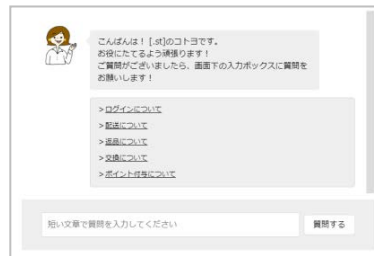 こんばんは！ [.st]のコトヨです。
お役にたてるよう頑張ります！
ご質問がございましたら、画面下の入力ボックスに質問を
お願いします！
>ログインについて
>配送について
>返品について
>交換について
>ポイント付与について
短い文章で質問を入力してください
質問する